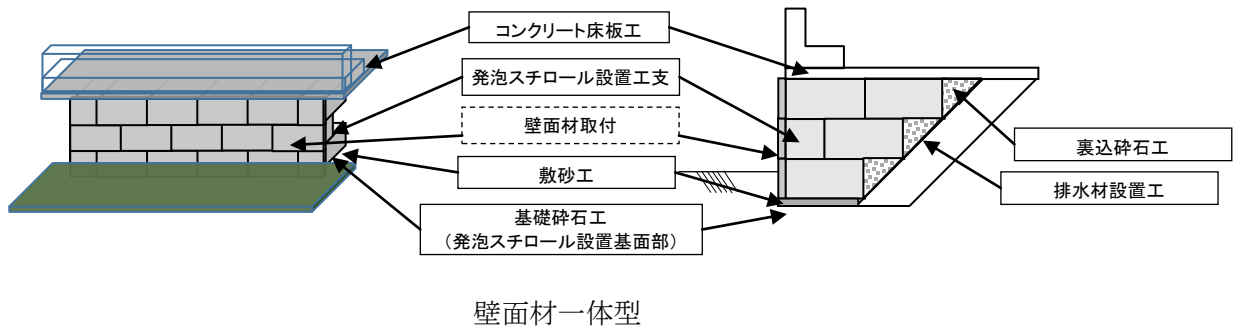 コンクリート床板工
発泡スチロール設置工支
壁面材取付
敷砂工
基礎砕石工
（発泡スチロール設置基面部）
裏込砕石工
排水材設置工
壁面材一体型